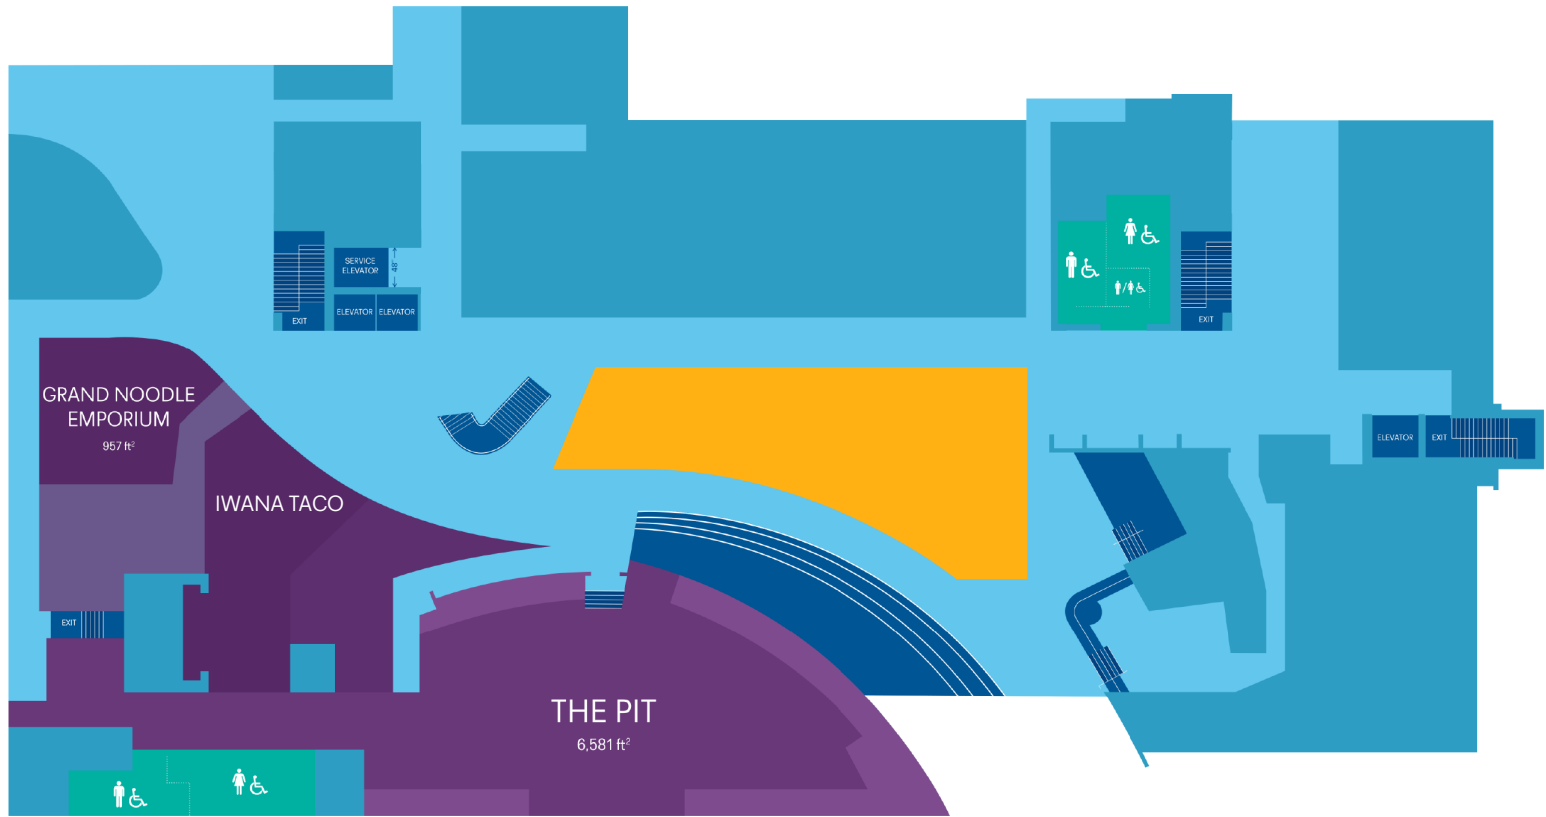 SERVICE
ELEVATOR
48'
ELEVATOR
ELEVATOR
EXIT
EXIT
GRAND NOODLE
EMPORIUM
957 ft²
ELEVATOR
EXIT
IWANA TACO
EXIT
THE PIT
6,581 ft²